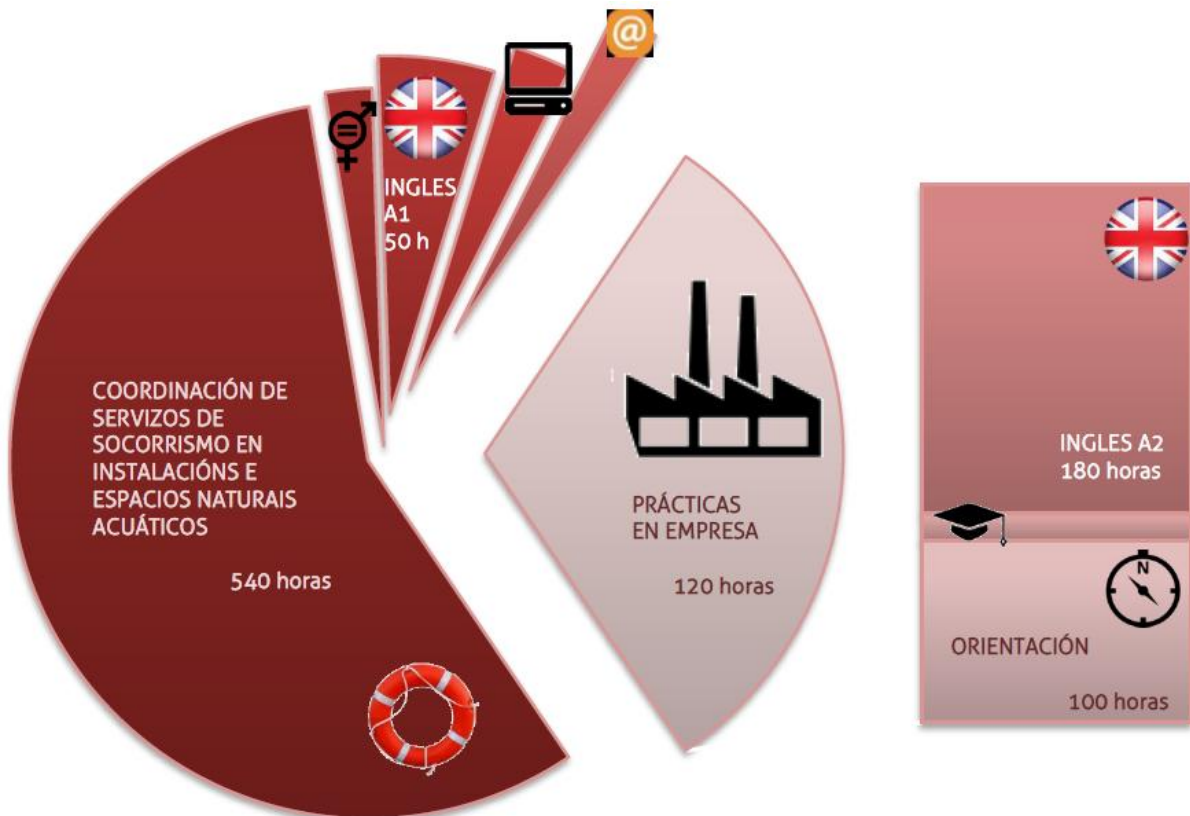 @
INGLES
A1
50 h
COORDINACIÓN DE
SERVIZOS DE
SOCORRISMO EN
INSTALACIÓNS E
ESPACIOS NATURAIS
ACUÁTICOS
540 horas
PRÁCTICAS
EN EMPRESA
120 horas
INGLES A2
180 horas
N
ORIENTACIÓN
100 horas